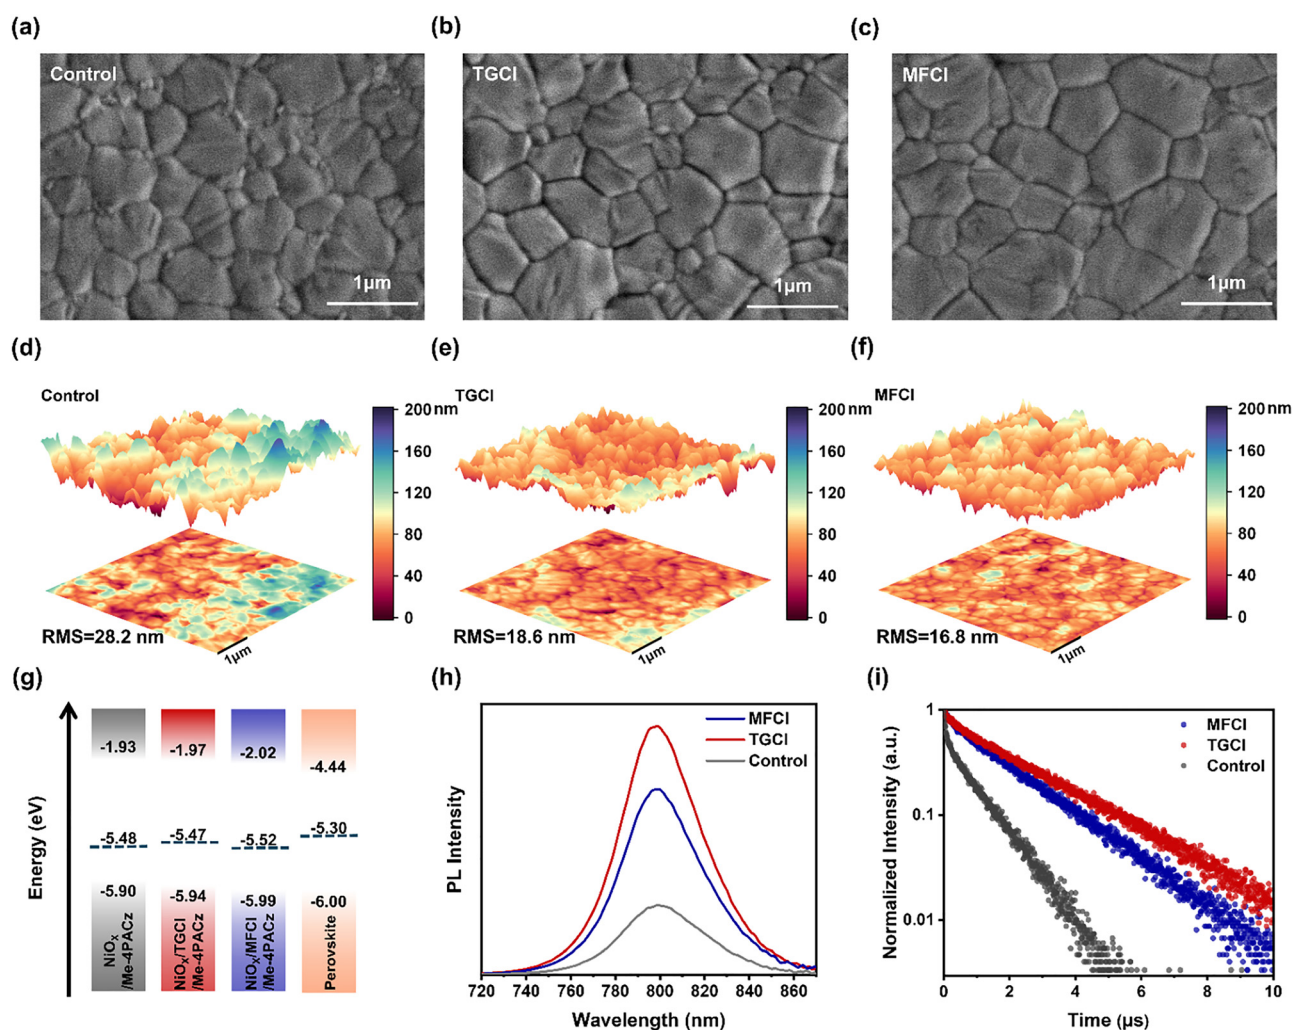 (a)
(b)
(c)
Control
TGCl
MFCl
1μm
1μm
1μm
(d)
(e)
(f)
Control
TGCl
MFCl
200 nm
160
120
80
40
0
200 nm
160
120
80
40
0
200 nm
160
120
80
40
0
RMS=28.2 nm
1μm
RMS=18.6 nm
1μm
RMS=16.8 nm
1μm
(g)
Energy (eV)
-1.93
-1.97
-2.02
-4.44
-5.48
-5.47
-5.52
-5.30
-5.90
-5.94
-5.99
-6.00
NiOₓ
/Me-4PACz
NiOₓ/TGCl
/Me-4PACz
NiOₓ/MFCl
/Me-4PACz
Perovskite
(h)
PL Intensity
MFCl
TGCl
Control
720 740 760 780 800 820 840 860
Wavelength (nm)
(i)
Normalized Intensity (a.u.)
1
0.1
0.01
MFCl
TGCl
Control
0 2 4 6 8 10
Time (μs)